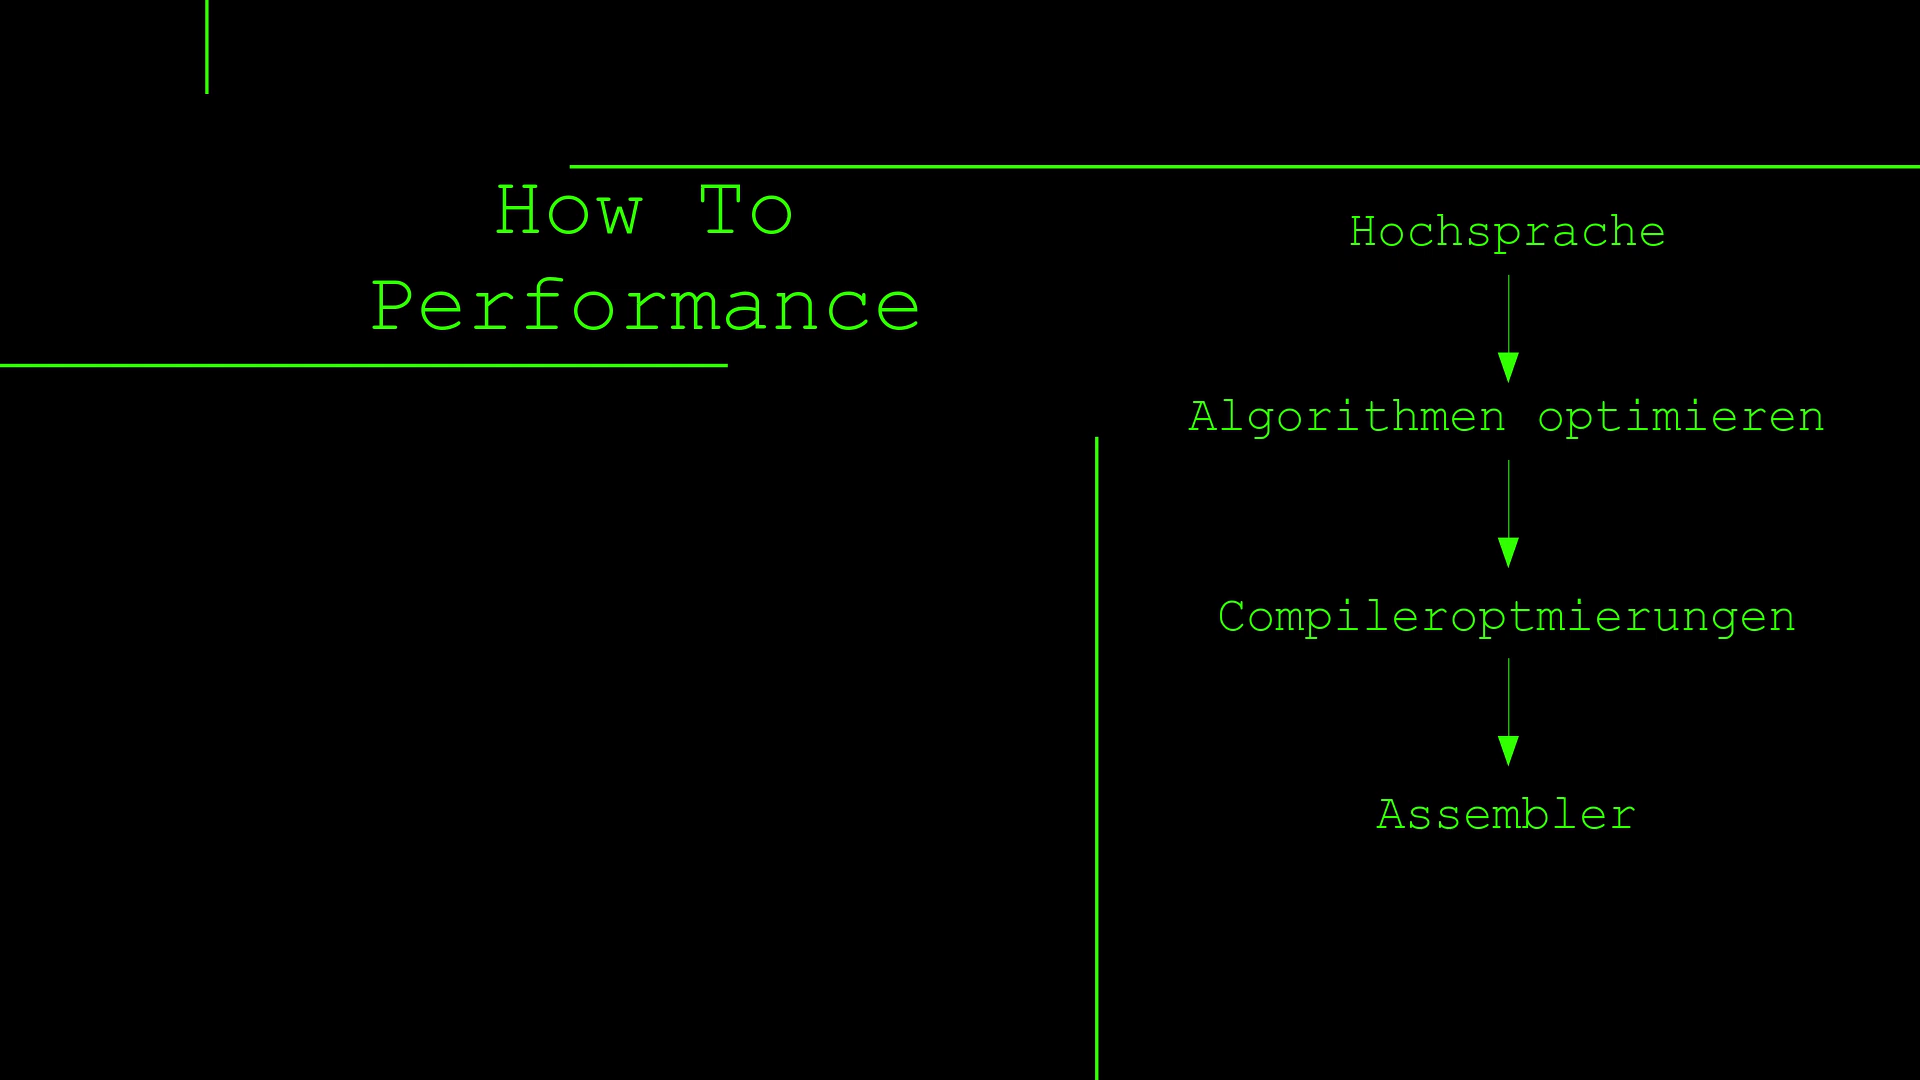 How To
Performance
Hochsprache
Algorithmen optimieren
Compileroptmierungen
Assembler